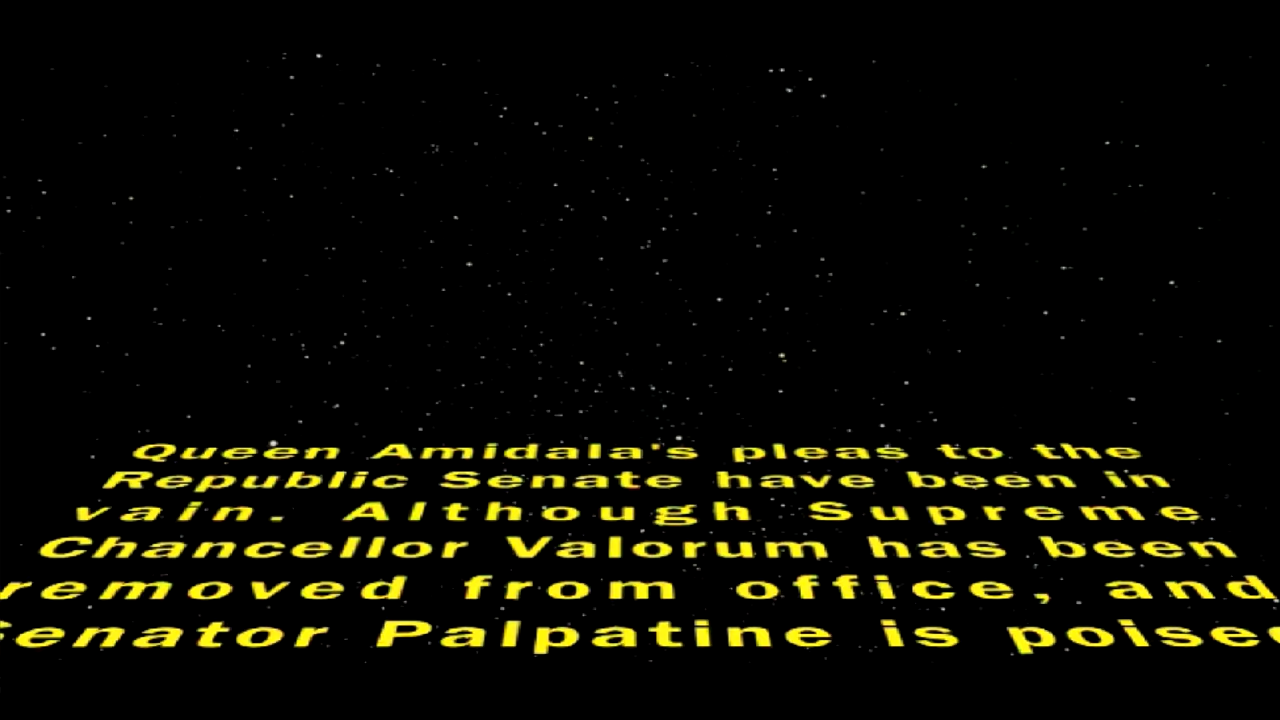 Queen Amidala's pleas to the
Republic Senate have been in
vain. Although Supreme
Chancellor Valorum has been
removed from office, and
Senator Palpatine is poised